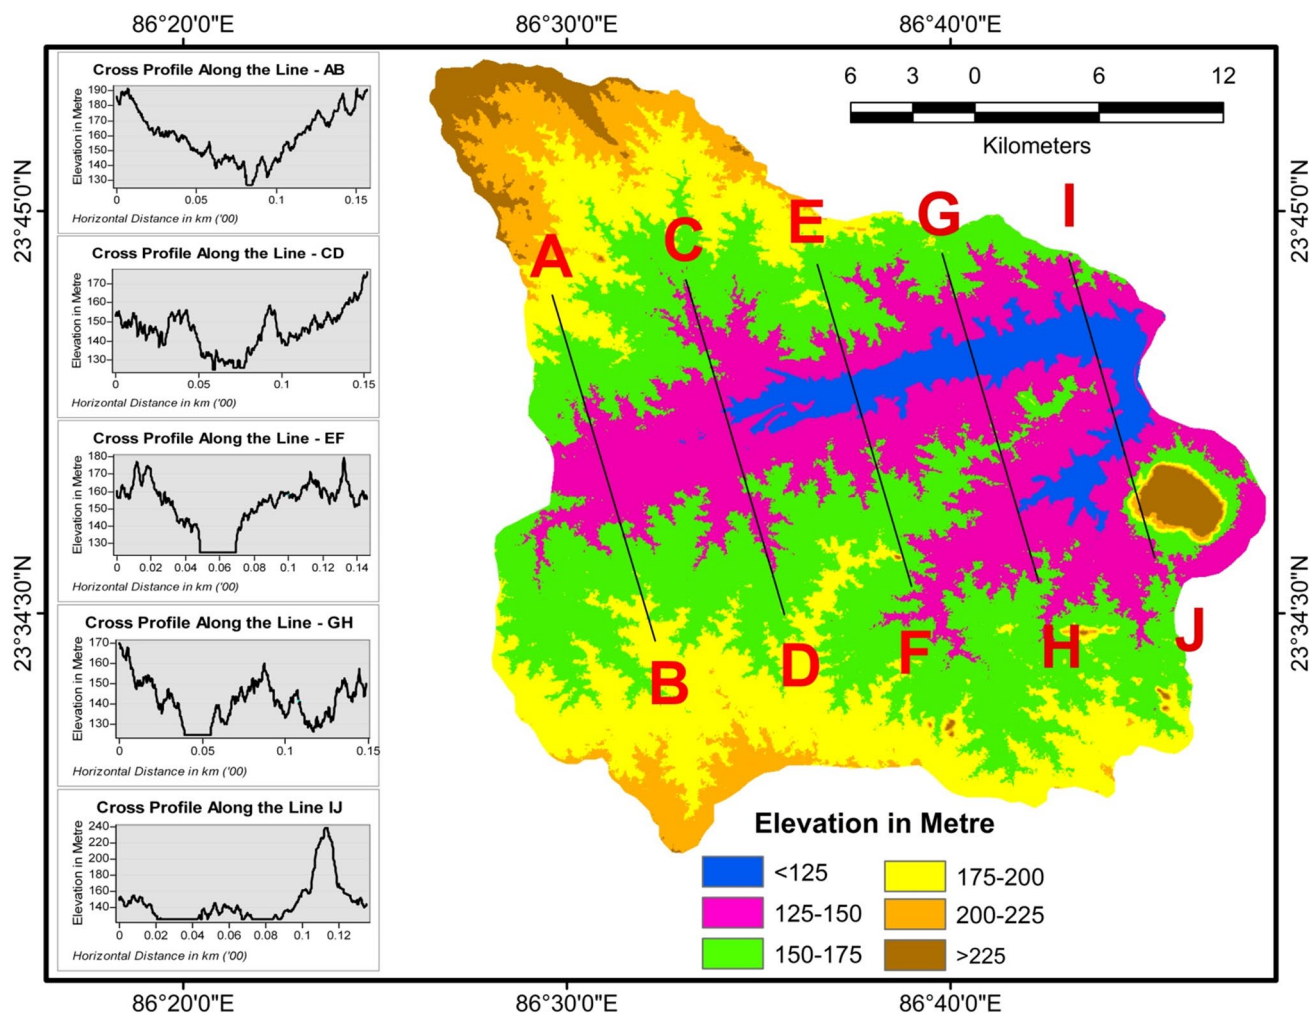 86°20'0"E 86°30'0"E 86°40'0"E
Cross Profile Along the Line - AB
Elevation in Metre
190
180
170
160
150
140
130
0 0.05 0.1 0.15
Horizontal Distance in km ('00)
Cross Profile Along the Line - CD
Elevation in Metre
170
160
150
140
130
0 0.05 0.1 0.15
Horizontal Distance in km ('00)
Cross Profile Along the Line - EF
Elevation in Metre
180
170
160
150
140
130
0 0.02 0.04 0.06 0.08 0.1 0.12 0.14
Horizontal Distance in km ('00)
Cross Profile Along the Line - GH
Elevation in Metre
170
160
150
140
130
0 0.05 0.1 0.15
Horizontal Distance in km ('00)
Cross Profile Along the Line IJ
Elevation in Metre
240
220
200
180
160
140
0 0.02 0.04 0.06 0.08 0.1 0.12
Horizontal Distance in km ('00)
6 3 0 6 12
Kilometers
A C E G I
B D F H J
23°45'0"N
23°34'30"N
23°45'0"N
23°34'30"N
Elevation in Metre
<125
125-150
150-175
175-200
200-225
>225
86°20'0"E 86°30'0"E 86°40'0"E